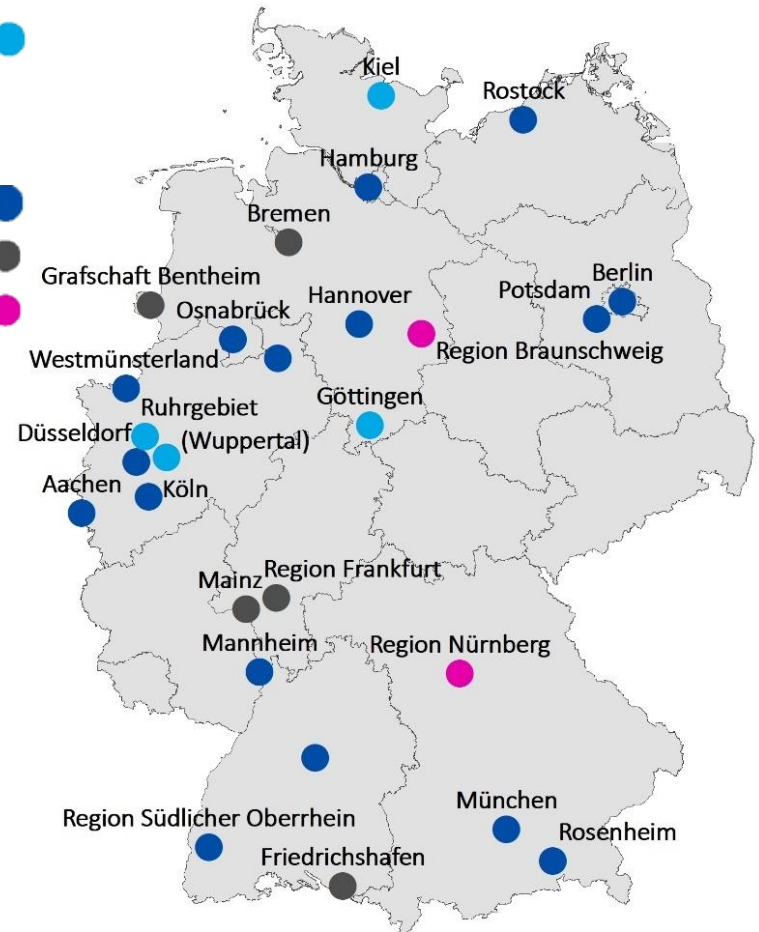 Kiel
Rostock
Hamburg
Bremen
Grafschaft Bentheim
Berlin
Potsdam
Hannover
Osnabrück
Region Braunschweig
Westmünsterland
Göttingen
Ruhrgebiet
Düsseldorf
(Wuppertal)
Aachen
Köln
Region Frankfurt
Mainz
Mannheim
Region Nürnberg
München
Region Südlicher Oberrhein
Rosenheim
Friedrichshafen